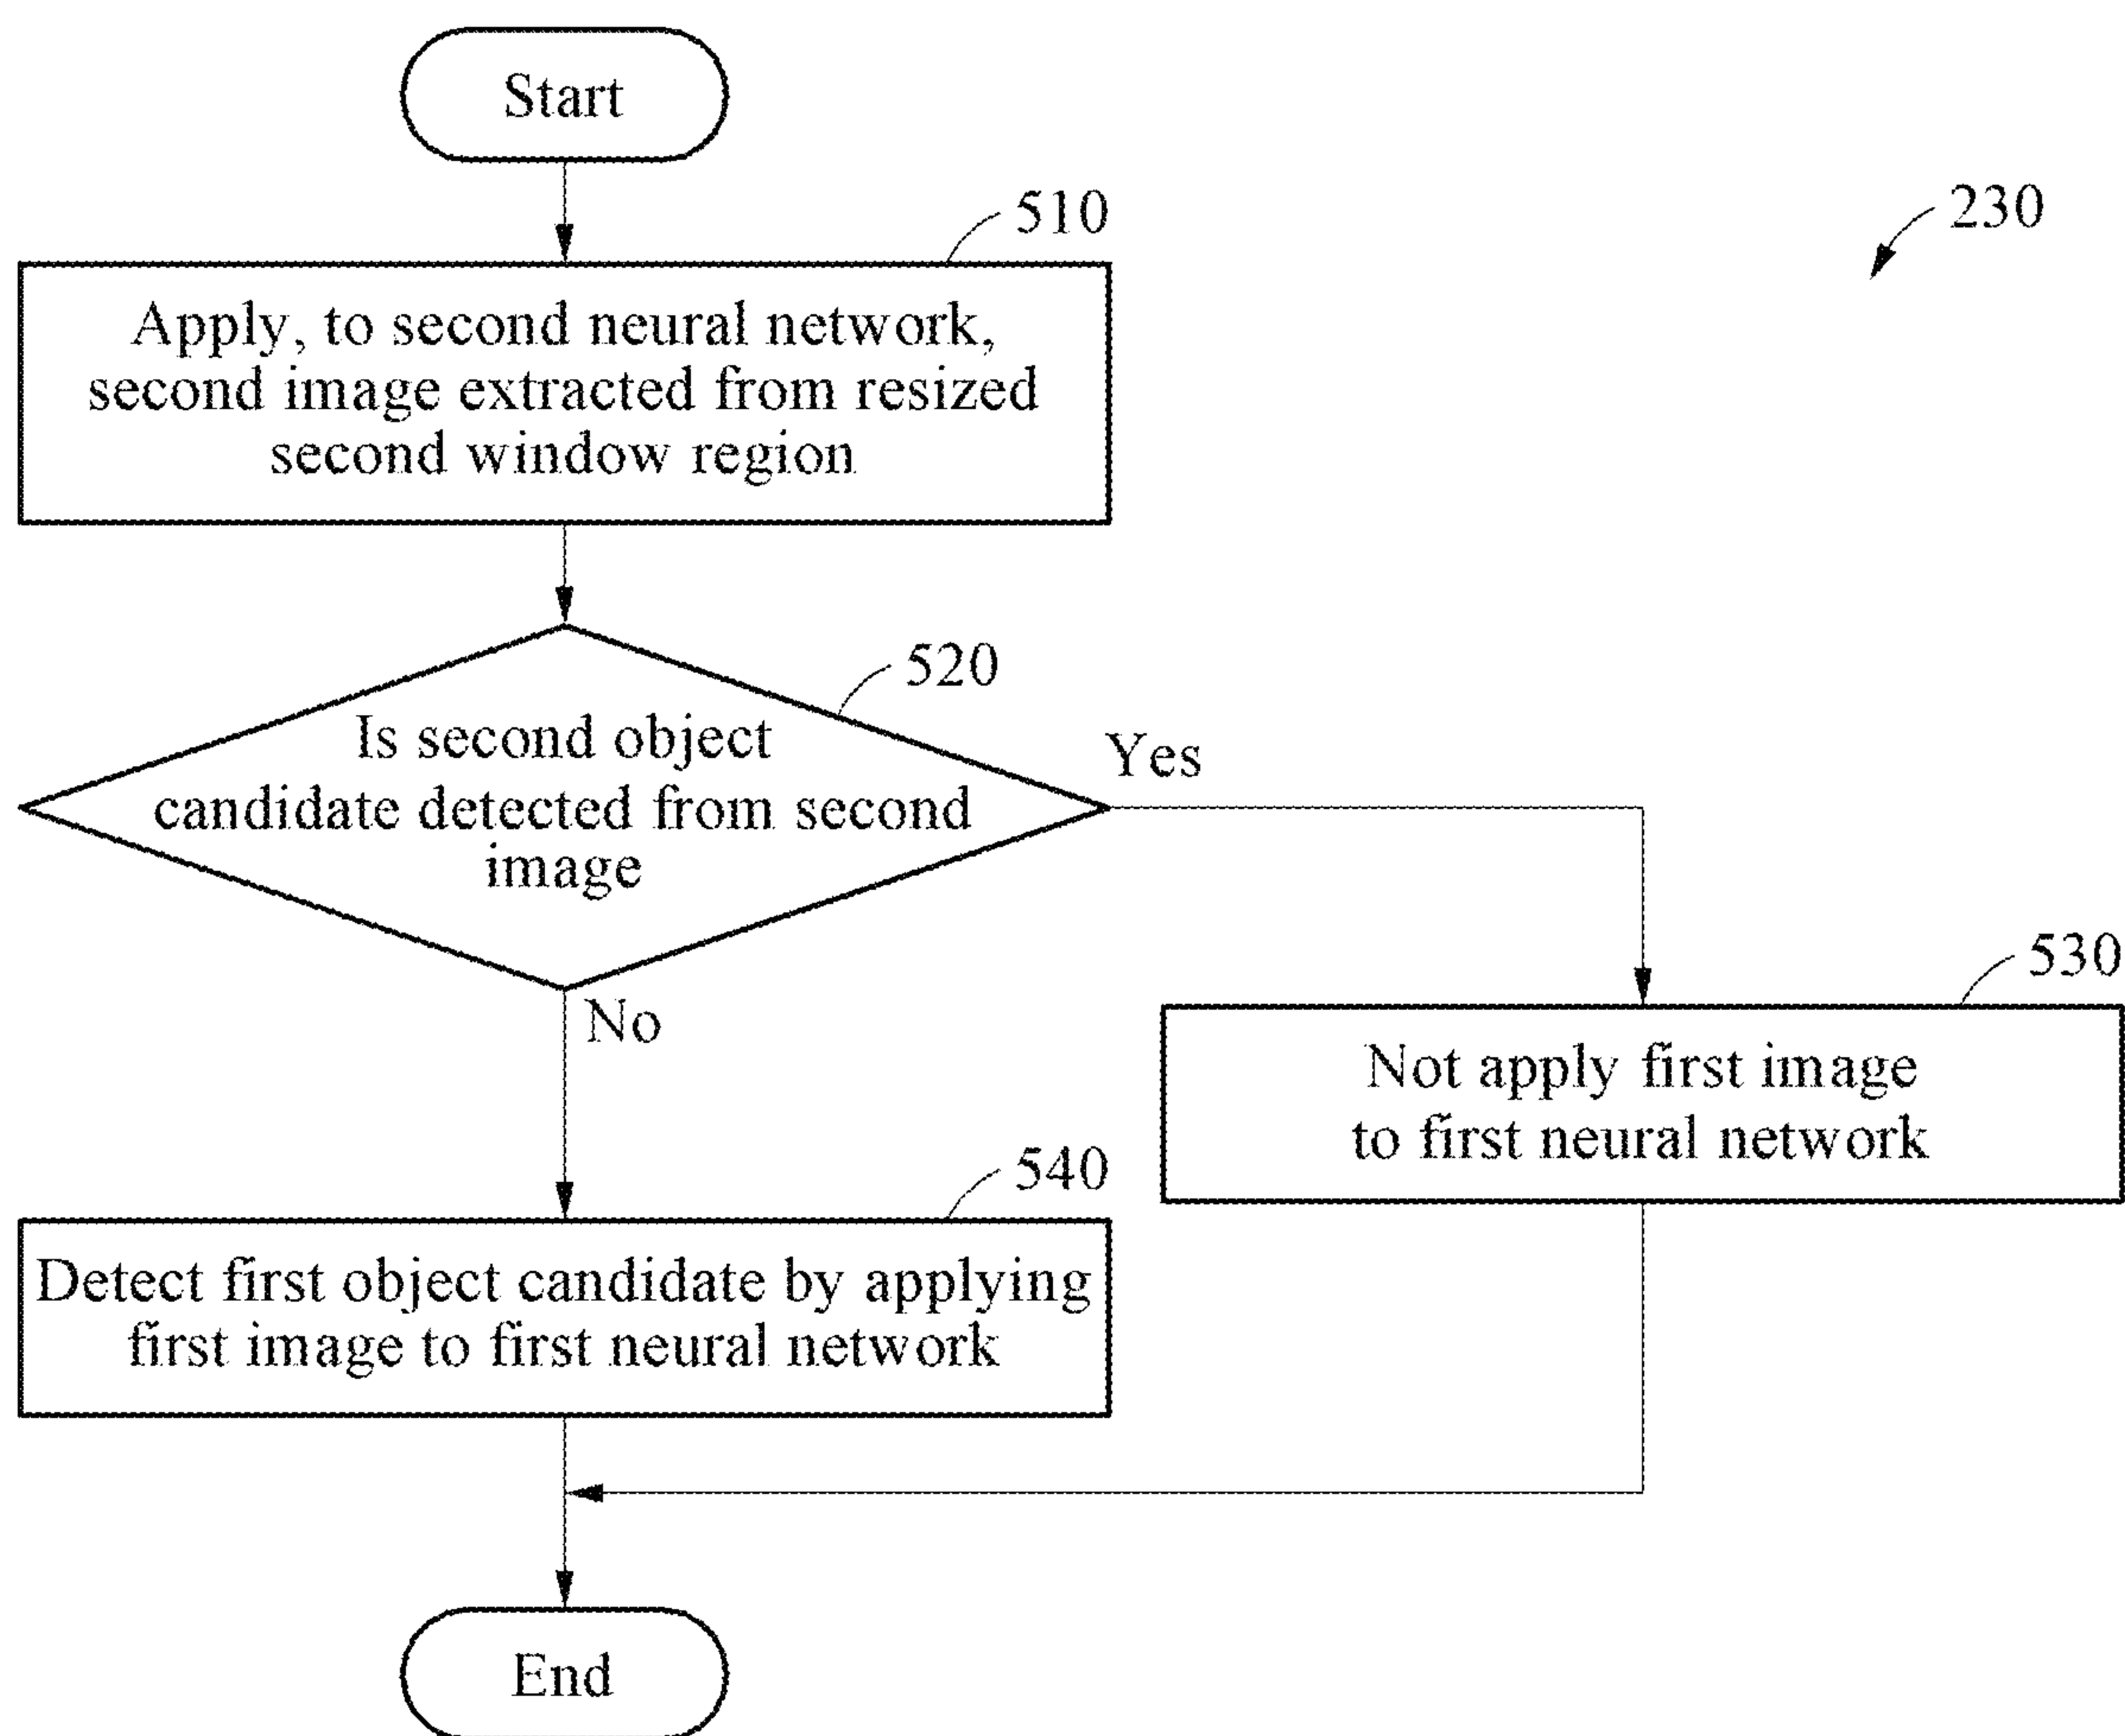 Start
510
230
Apply, to second neural network,
second image extracted from resized
second window region
520
Is second object
candidate detected from second
image
Yes
No
530
Not apply first image
to first neural network
540
Detect first object candidate by applying
first image to first neural network
End